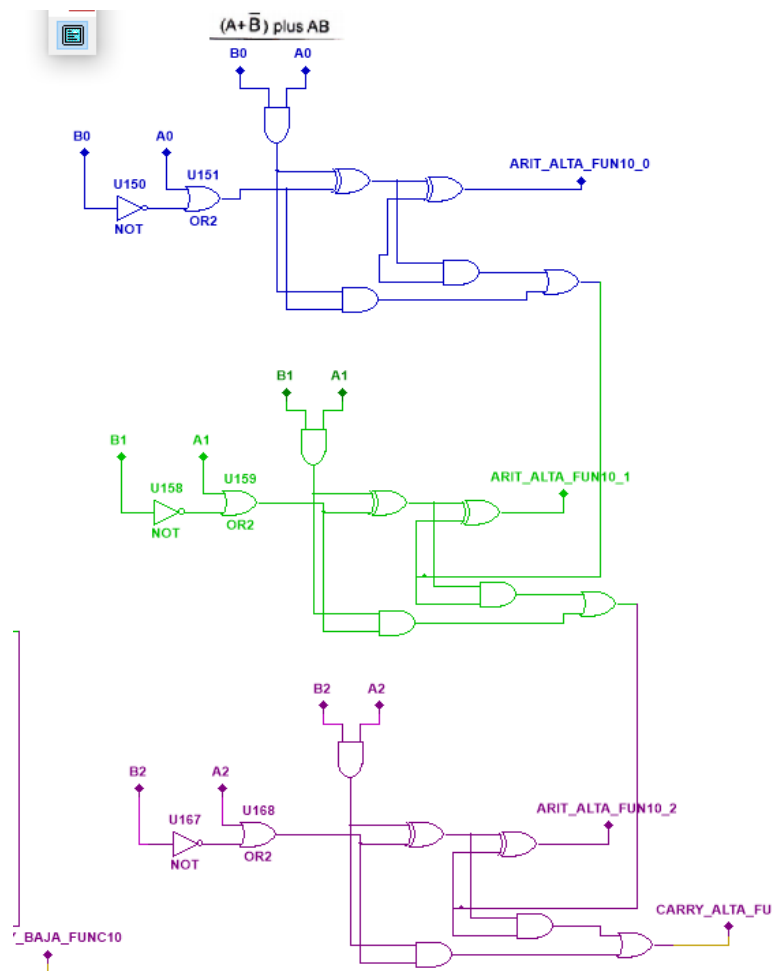 (A+B̅) plus AB
B0 A0
B0 A0
U150 U151
NOT OR2
ARIT_ALTA_FUN10_0
B1 A1
B1 A1
U158 U159
NOT OR2
ARIT_ALTA_FUN10_1
B2 A2
B2 A2
U167 U168
NOT OR2
ARIT_ALTA_FUN10_2
CARRY_ALTA_FU
_BAJA_FUNC10